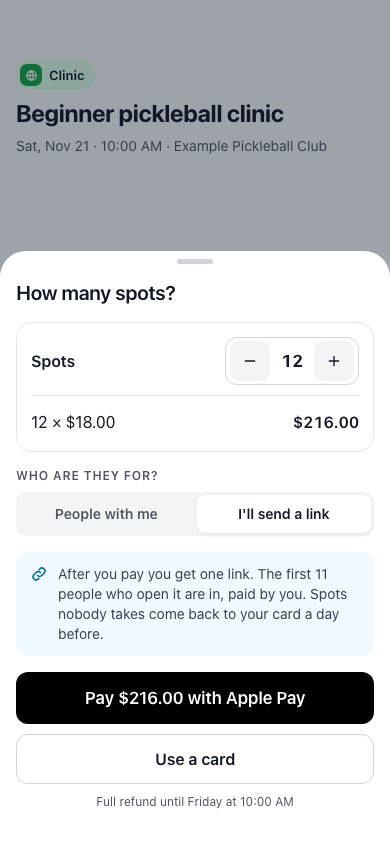 Clinic
Beginner pickleball clinic
Sat, Nov 21 · 10:00 AM · Example Pickleball Club
How many spots?
Spots
− 12 +
12 × $18.00 $216.00
WHO ARE THEY FOR?
People with me I'll send a link
After you pay you get one link. The first 11
people who open it are in, paid by you. Spots
nobody takes come back to your card a day
before.
Pay $216.00 with Apple Pay
Use a card
Full refund until Friday at 10:00 AM